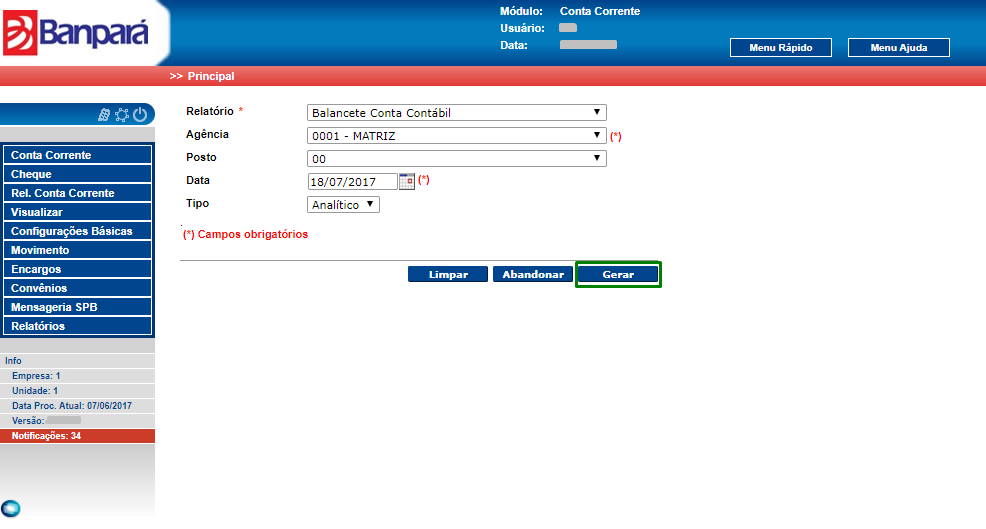 Banpará
Módulo: Conta Corrente
Usuário:
Data:
Menu Rápido
Menu Ajuda
>> Principal
Conta Corrente
Cheque
Rel. Conta Corrente
Visualizar
Configurações Básicas
Movimento
Encargos
Convênios
Mensageria SPB
Relatórios
Info
Empresa: 1
Unidade: 1
Data Proc. Atual: 07/06/2017
Versão:
Notificações: 34
Relatório * Balancete Conta Contábil
Agência 0001 - MATRIZ (*)
Posto 00
Data 18/07/2017 (*)
Tipo Analítico
(*) Campos obrigatórios
Limpar Abandonar Gerar